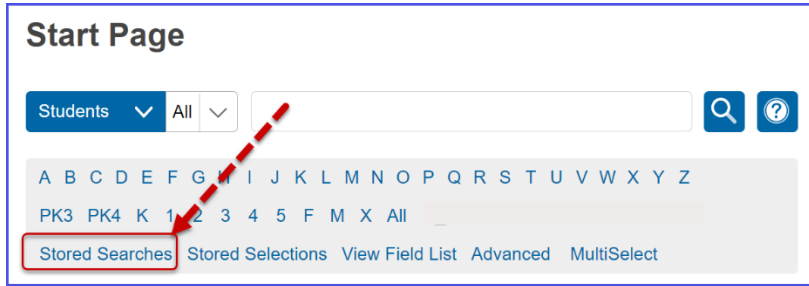 Start Page
Students All
A B C D E F G H I J K L M N O P Q R S T U V W X Y Z
PK3 PK4 K 1 2 3 4 5 F M X All _
Stored Searches Stored Selections View Field List Advanced MultiSelect